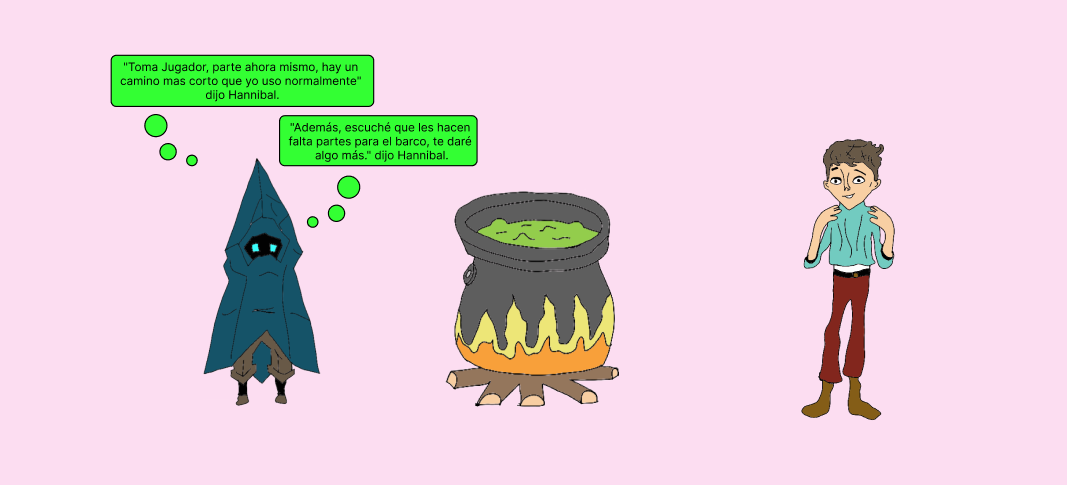 "Toma Jugador, parte ahora mismo, hay un
camino mas corto que yo uso normalmente"
dijo Hannibal.
"Además, escuché que les hacen
falta partes para el barco, te daré
algo más." dijo Hannibal.